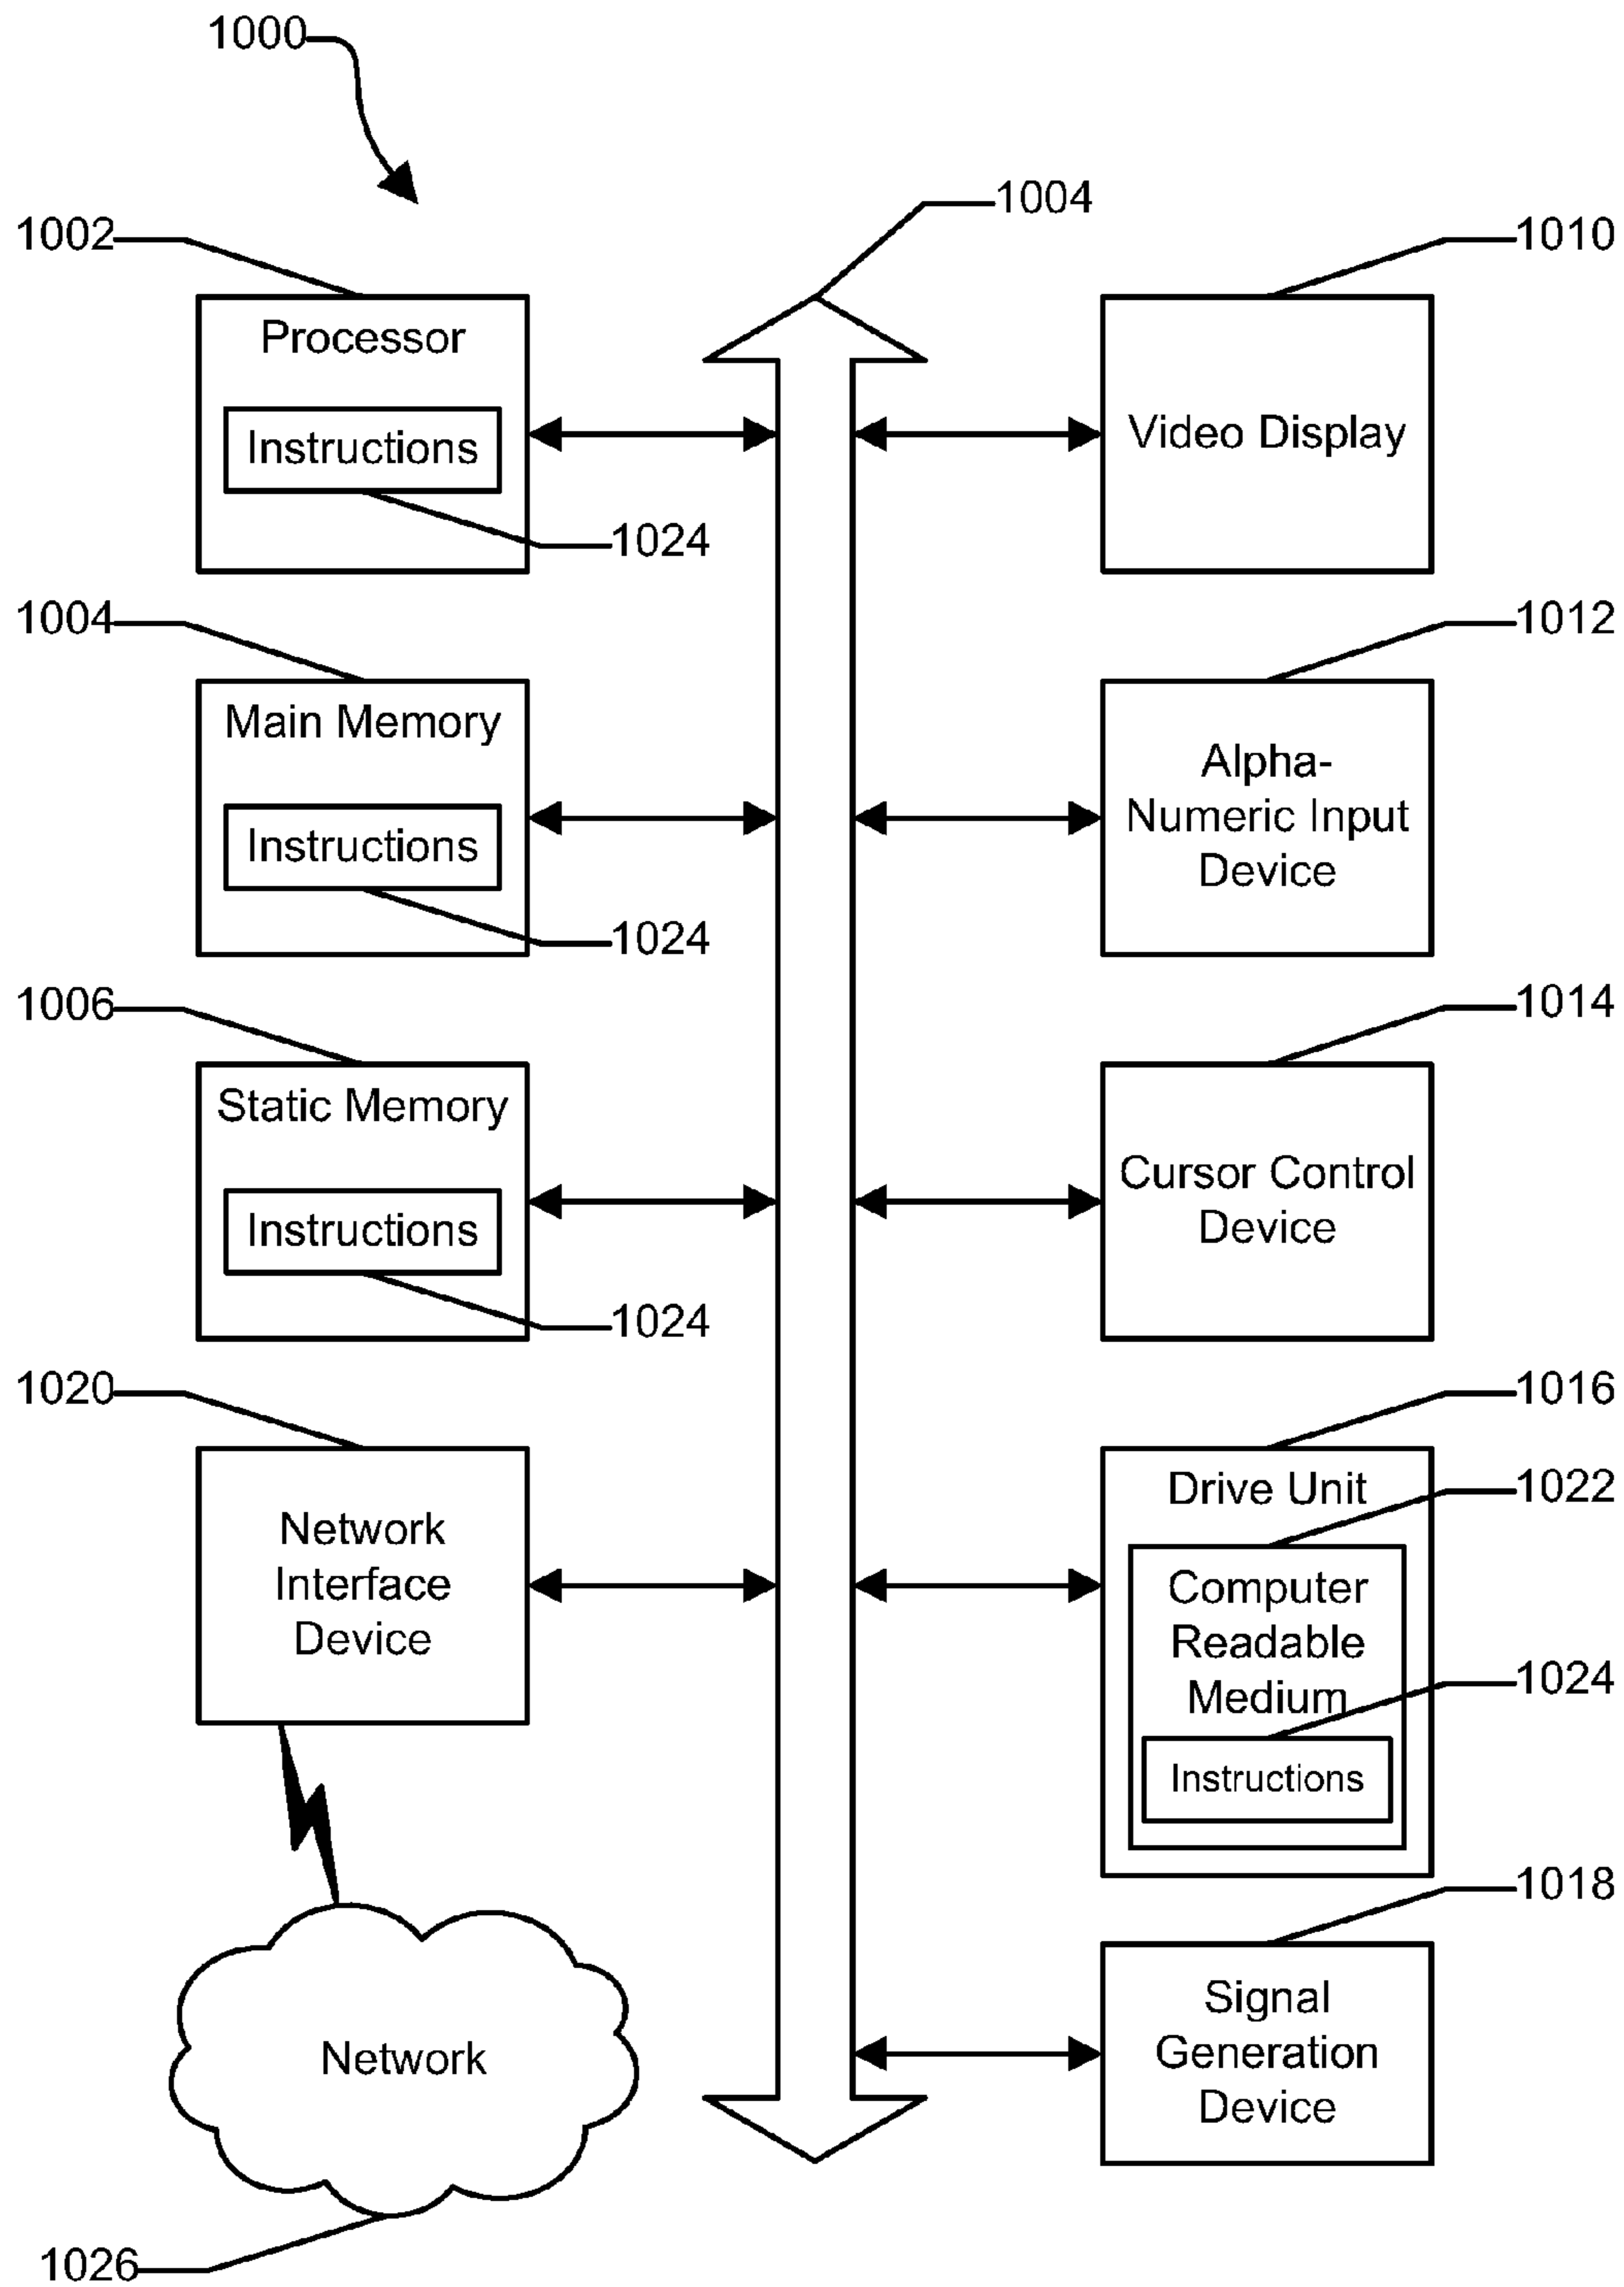 1000
1004
1002
Processor
Instructions
1024
1004
Main Memory
Instructions
1024
1006
Static Memory
Instructions
1024
1020
Network
Interface
Device
Network
1026
1010
Video Display
1012
Alpha-
Numeric Input
Device
1014
Cursor Control
Device
1016
Drive Unit
1022
Computer
Readable
Medium
1024
Instructions
1018
Signal
Generation
Device